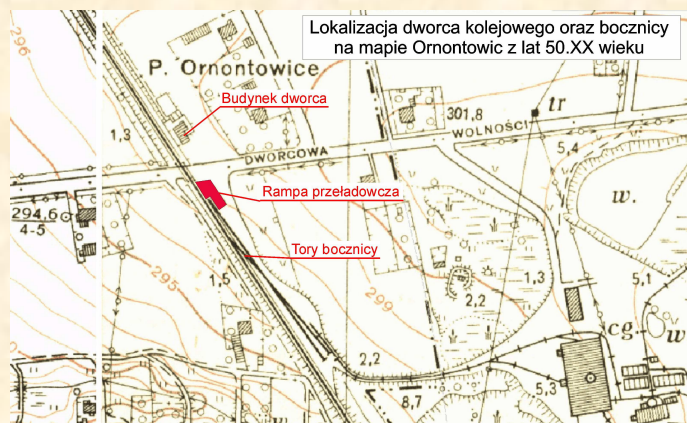 Lokalizacja dworca kolejowego oraz bocznicy
na mapie Ornontowic z lat 50.XX wieku
296
P. Ornontowice
Budynek dworca
301,8
tr
1,3
DWORCOWA
WOLNOŚCI
5,4
Rampa przeładowcza
w.
294,6
4-5
Tory bocznicy
295
1,5
299
2,2
1,3
5,1
cg.
w
2,2
5,3
8,7